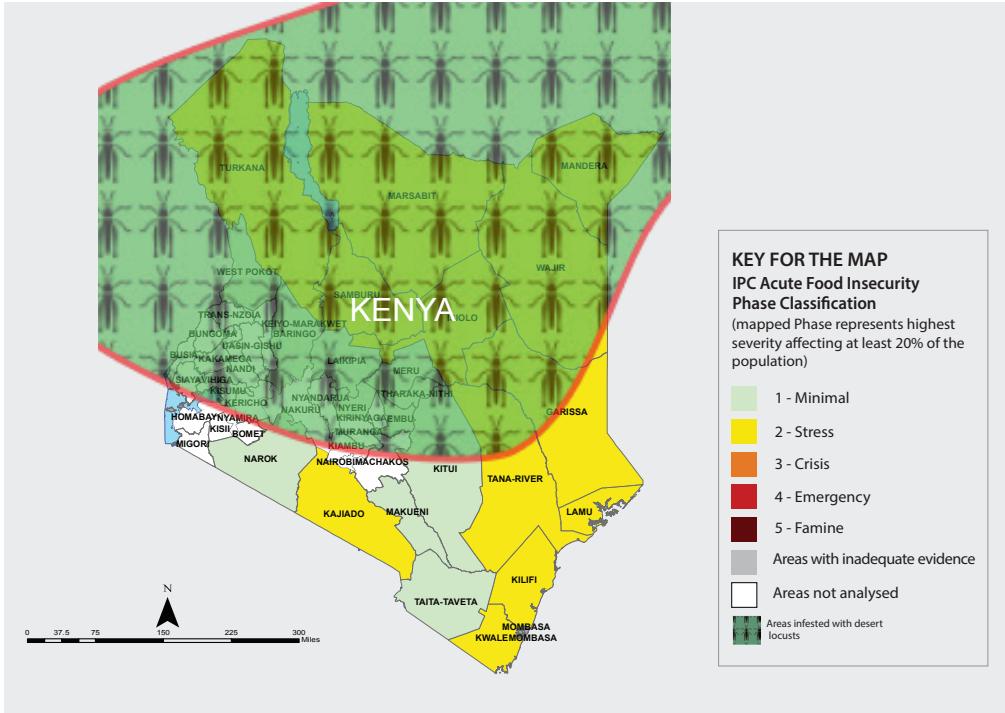 TURKANA
MANDERA
MARSABIT
WEST POKOT
WAJIR
SAMBURU
KENYA
IOLO
TRANS-NZOIA
KEIYO-MARAKWET
BUNGOMA
BARINGO
UASIN-GISHU
BUSIA
KAKAMEGA
LAIKIPIA
NANDI
MERU
SIAYA
VIHIGA
KISUMU
THARAKA-NITHI
NYANDARUA
KERICHO
NYERI
NAKURU
GARISSA
HOMABAY
NYAMIRA
KIRINYAGA
EMBU
KISII
BOMET
MURANGA
MIGORI
KIAMBU
NAROK
NAIROBI
MACHAKOS
KITUI
TANA-RIVER
KAJIADO
MAKUENI
LAMU
KILIFI
TAITA-TAVETA
MOMBASA
KWALE
MOMBASA
N
0 37.5 75 150 225 300
Miles
KEY FOR THE MAP
IPC Acute Food Insecurity
Phase Classification
(mapped Phase represents highest
severity affecting at least 20% of the
population)
1 - Minimal
2 - Stress
3 - Crisis
4 - Emergency
5 - Famine
Areas with inadequate evidence
Areas not analysed
Areas infested with desert
locusts